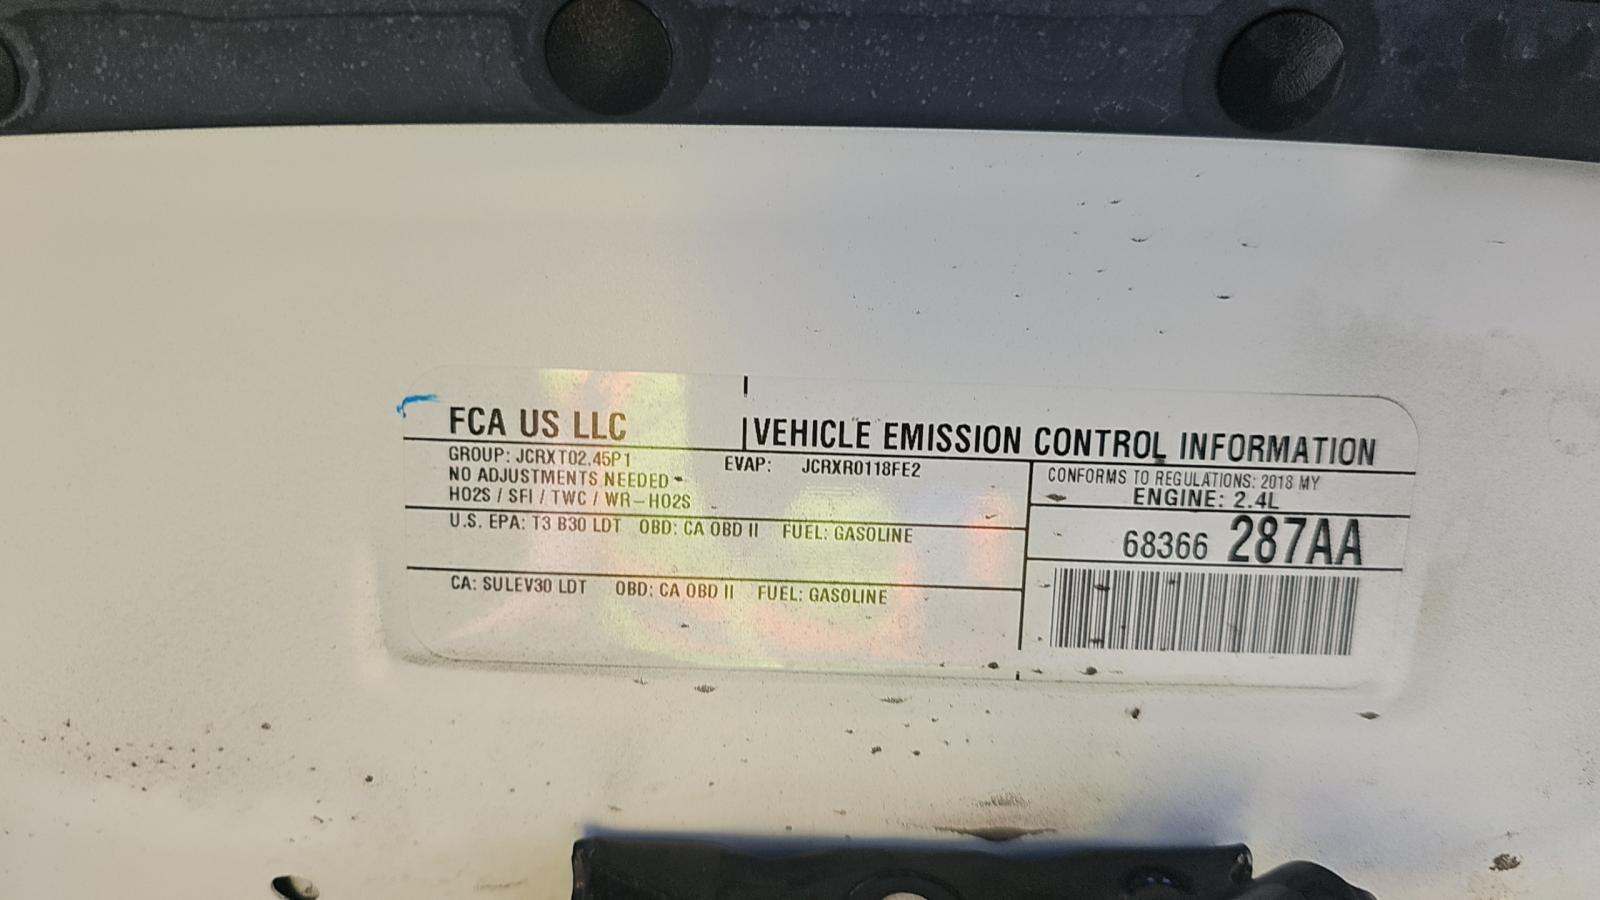 FCA US LLC
VEHICLE EMISSION CONTROL INFORMATION
GROUP: JCRXT02.45P1
EVAP: JCRXR0118FE2
NO ADJUSTMENTS NEEDED
HO2S / SFI / TWC / WR-HO2S
CONFORMS TO REGULATIONS: 2018 MY
ENGINE: 2.4L
U.S. EPA: T3 B30 LDT OBD: CA OBD II FUEL: GASOLINE
68366 287AA
CA: SULEV30 LDT OBD: CA OBD II FUEL: GASOLINE